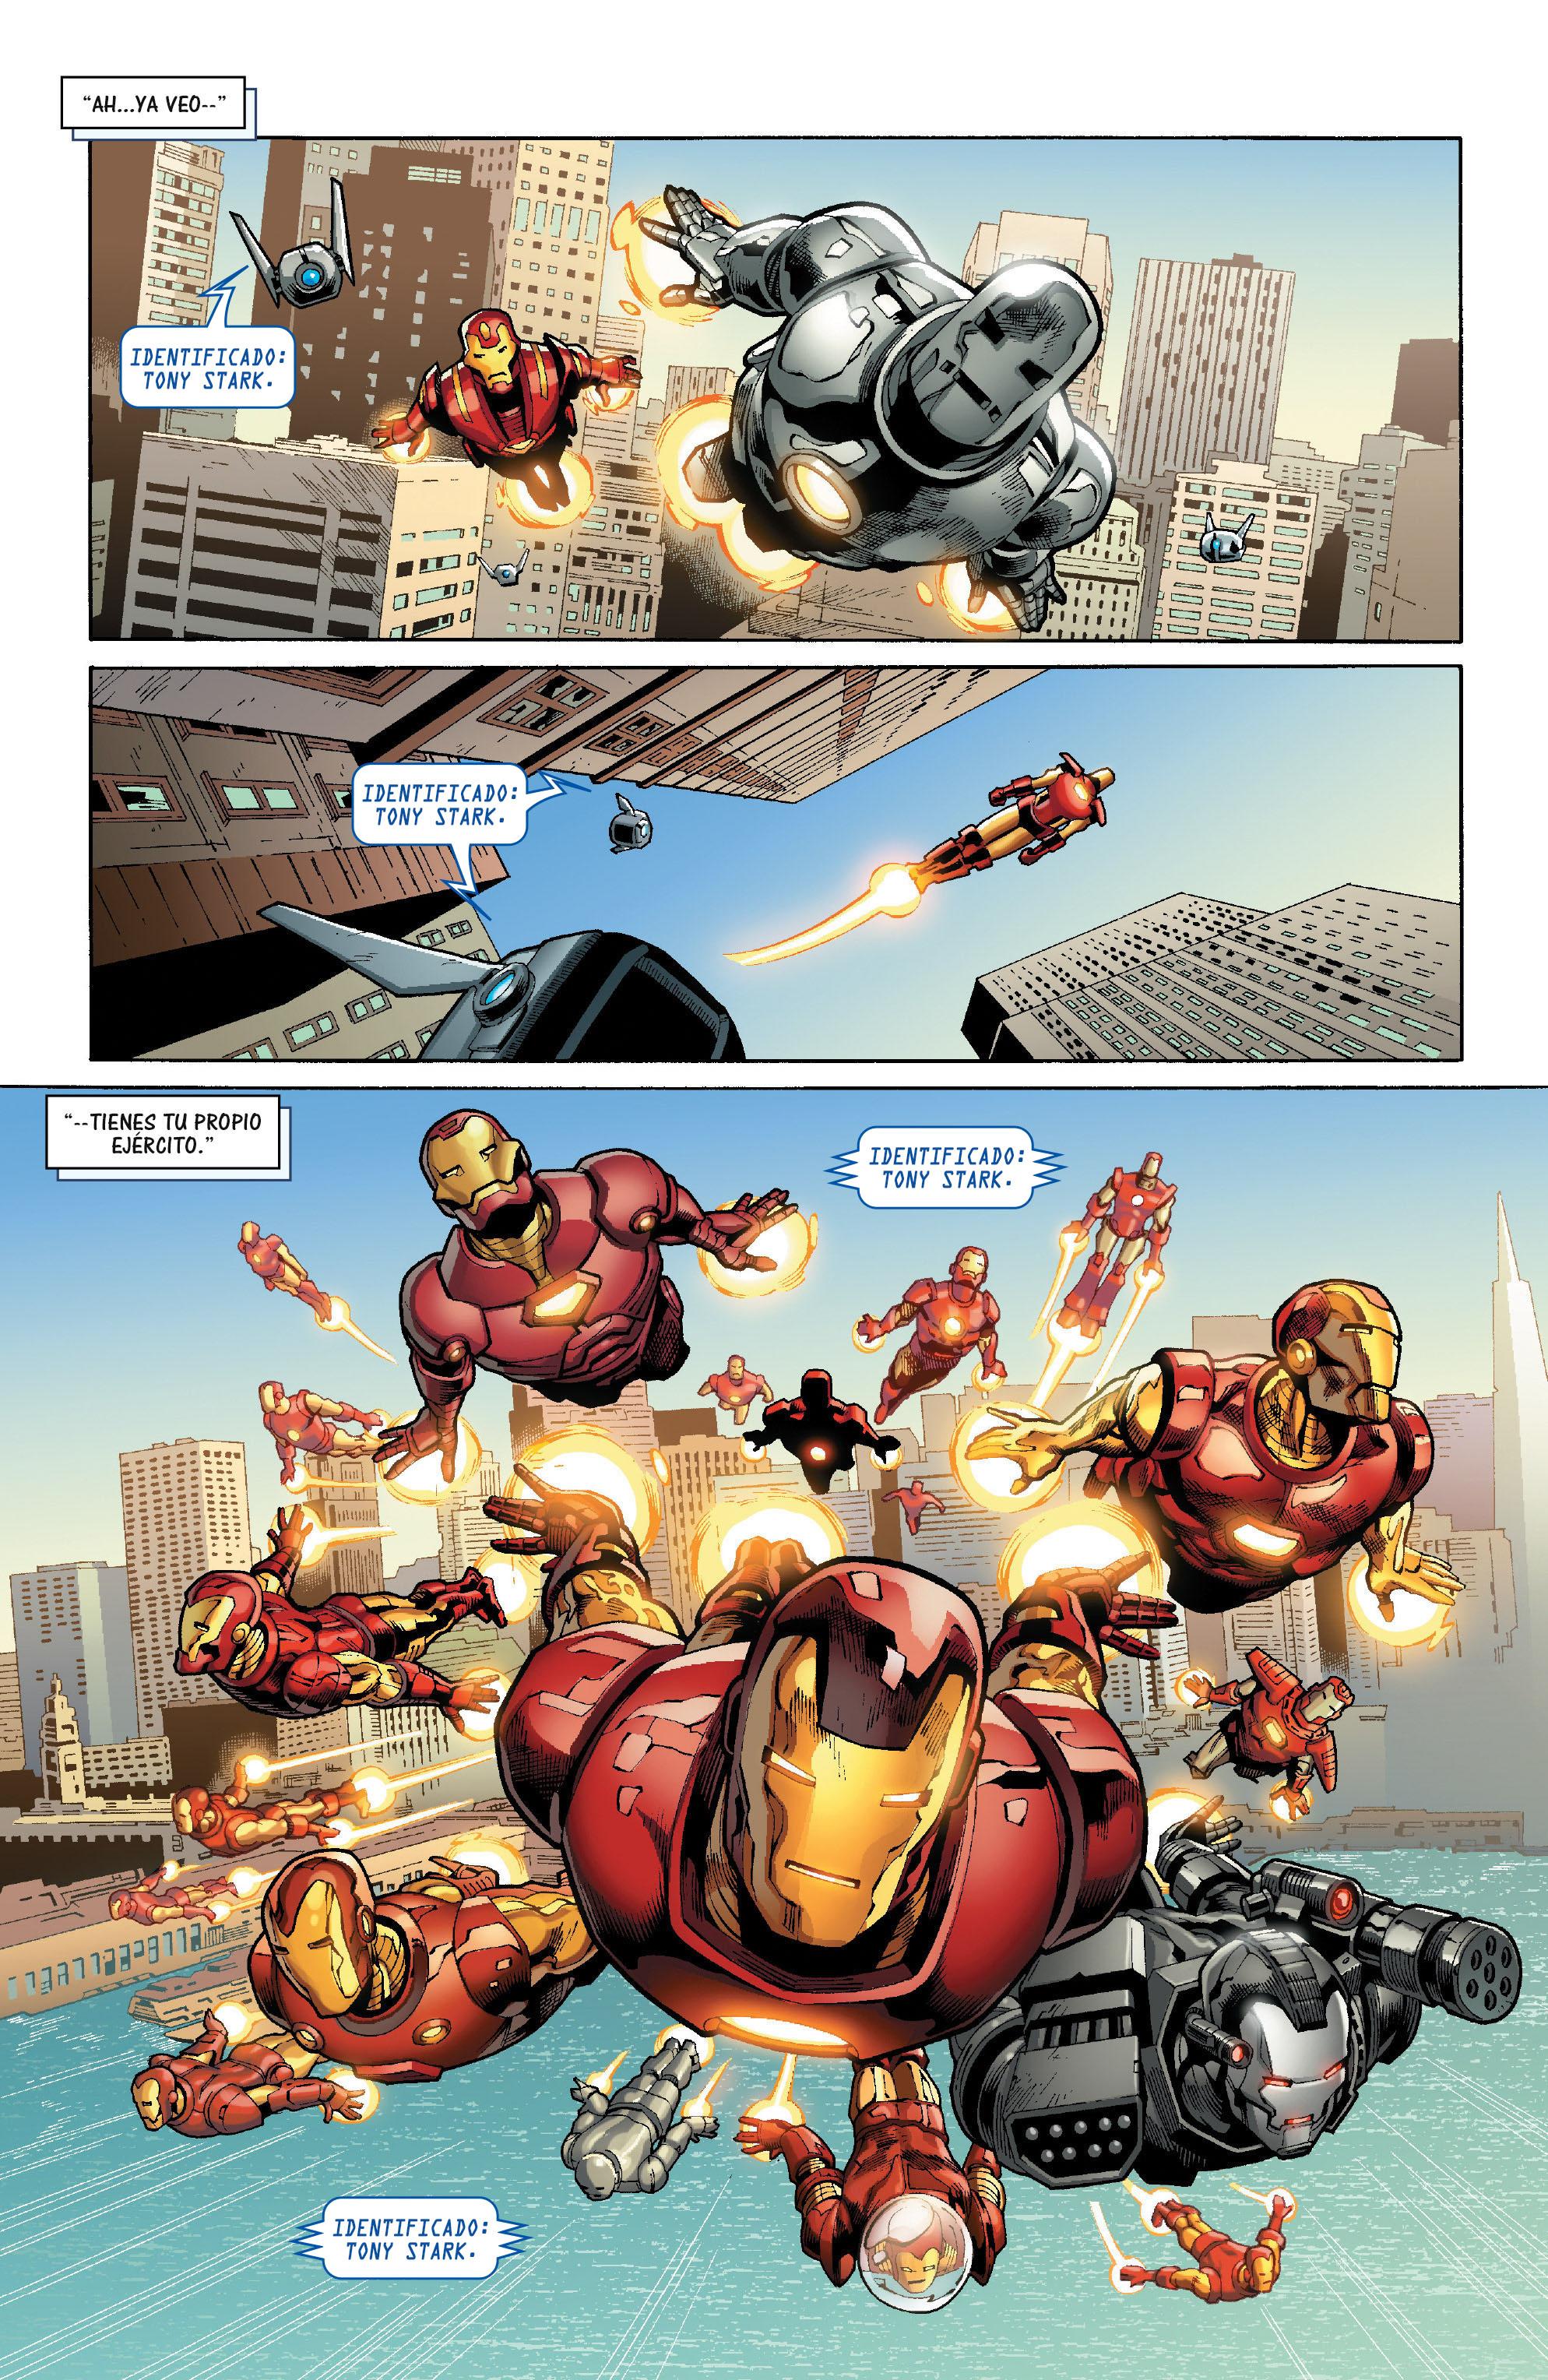 “AH...YA VEO--”
IDENTIFICADO:
TONY STARK.
IDENTIFICADO:
TONY STARK.
“--TIENES TU PROPIO
EJÉRCITO.”
IDENTIFICADO:
TONY STARK.
IDENTIFICADO:
TONY STARK.